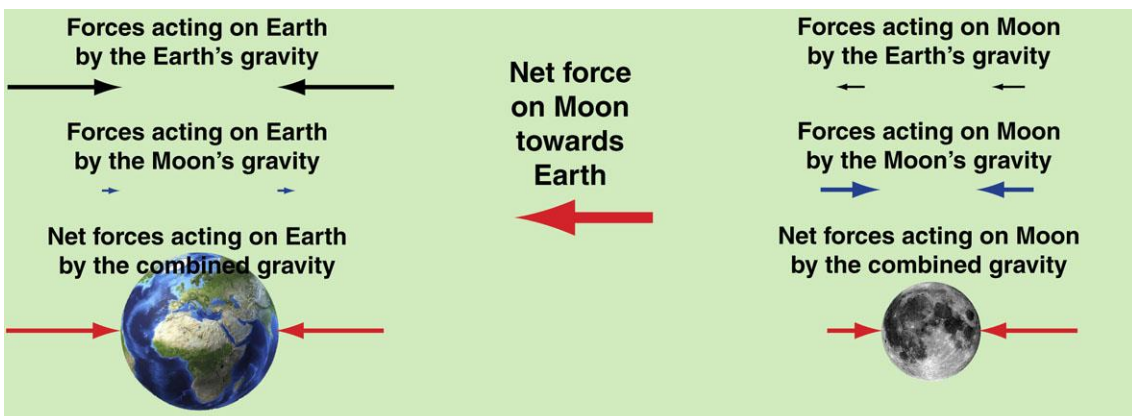 Forces acting on Earth
by the Earth's gravity
Forces acting on Earth
by the Moon's gravity
Net forces acting on Earth
by the combined gravity
Net force
on Moon
towards
Earth
Forces acting on Moon
by the Earth's gravity
Forces acting on Moon
by the Moon's gravity
Net forces acting on Moon
by the combined gravity